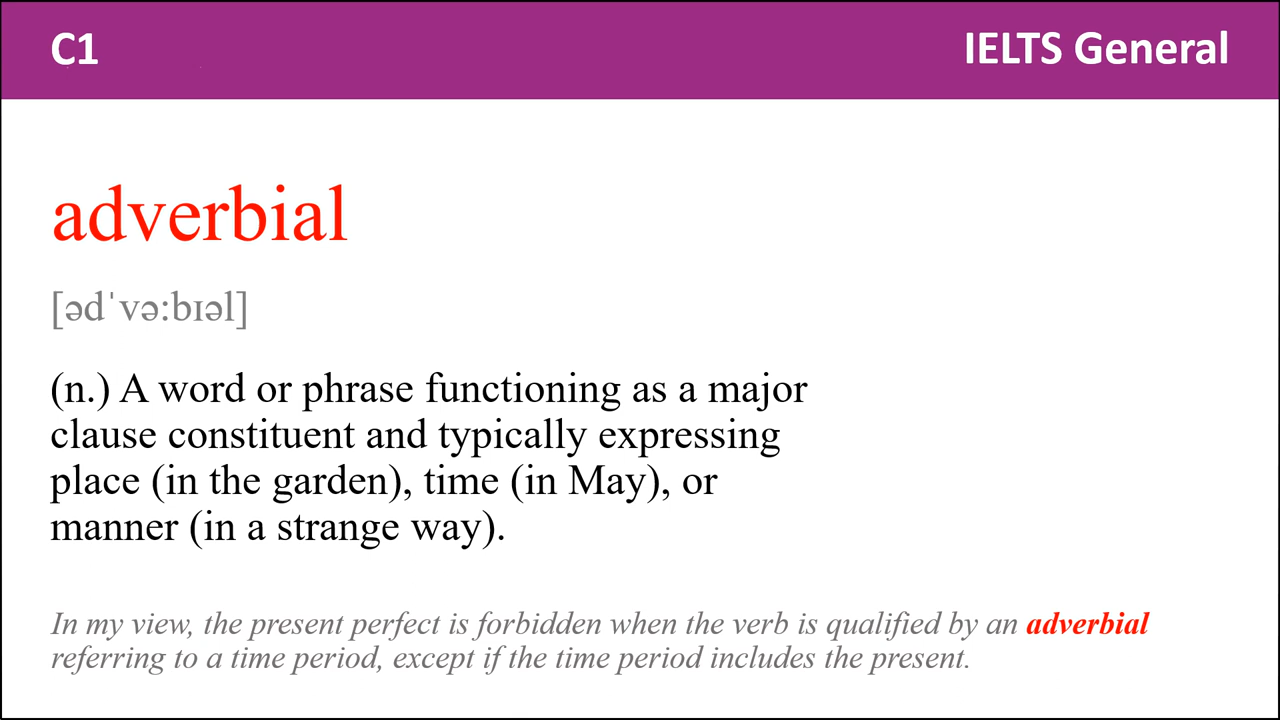 C1
IELTS General
adverbial
[ədˈvə:bɪəl]
(n.) A word or phrase functioning as a major
clause constituent and typically expressing
place (in the garden), time (in May), or
manner (in a strange way).
In my view, the present perfect is forbidden when the verb is qualified by an adverbial
referring to a time period, except if the time period includes the present.